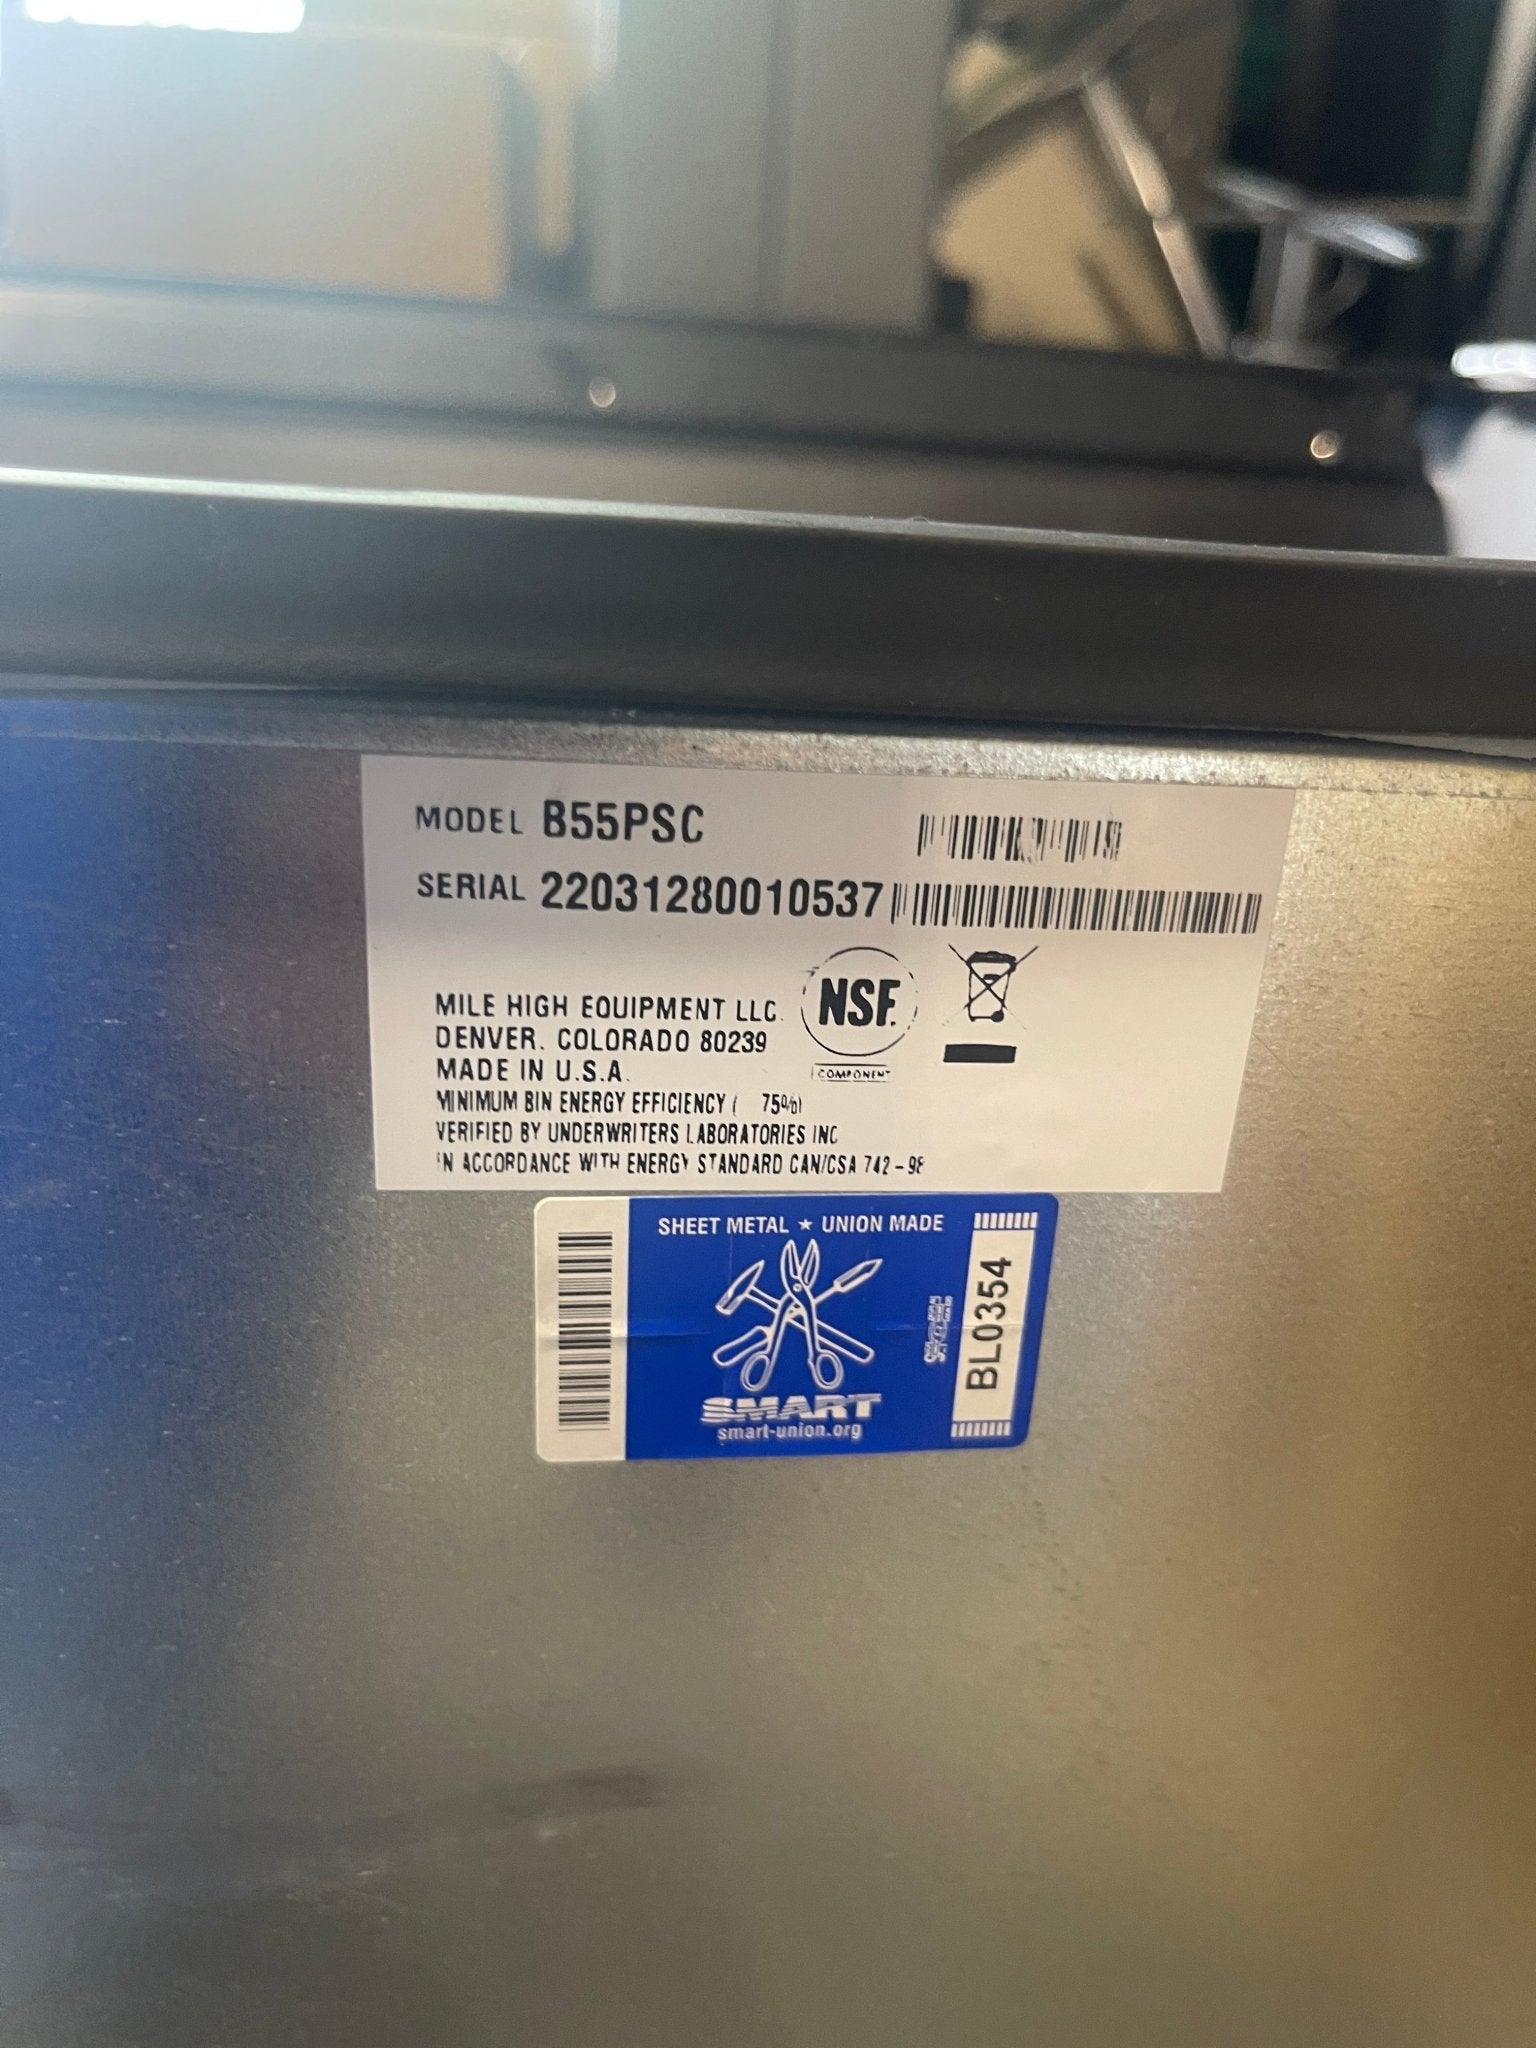 MODEL B55PSC
SERIAL 22031280010537
MILE HIGH EQUIPMENT LLC.
DENVER. COLORADO 80239
MADE IN U.S.A.
MINIMUM BIN ENERGY EFFICIENCY ( 75%)
VERIFIED BY UNDERWRITERS LABORATORIES INC
IN ACCORDANCE WITH ENERGY STANDARD CAN/CSA 742-98
NSF.
COMPONENT
SHEET METAL ★ UNION MADE
SMART
smart-union.org
BL0354